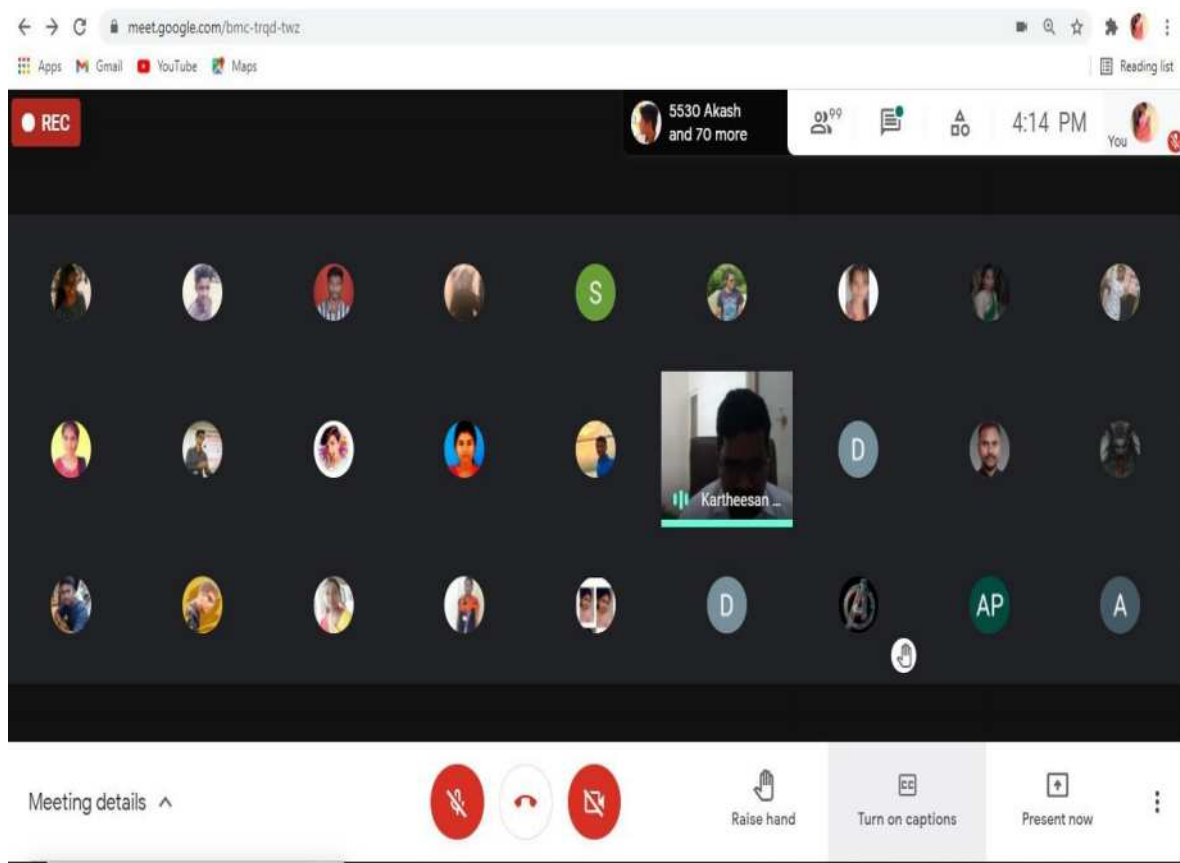 meet.google.com/bmc-trqd-twz
Apps Gmail YouTube Maps Reading list
REC
5530 Akash
and 70 more
99
4:14 PM
You
S
Kartheesan ...
D
D
AP
A
Meeting details
Raise hand
CC
Turn on captions
Present now